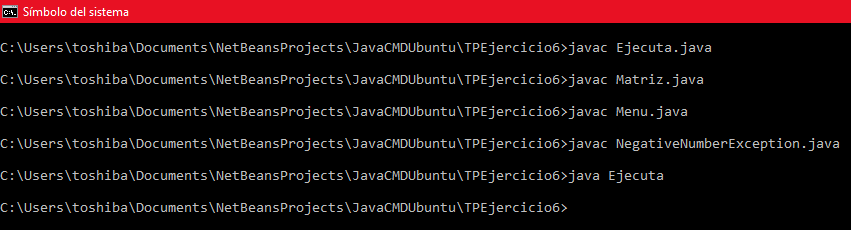 Símbolo del sistema
C:\Users\toshiba\Documents\NetBeansProjects\JavaCMDUbuntu\TPEjercicio6>javac Ejecuta.java
C:\Users\toshiba\Documents\NetBeansProjects\JavaCMDUbuntu\TPEjercicio6>javac Matriz.java
C:\Users\toshiba\Documents\NetBeansProjects\JavaCMDUbuntu\TPEjercicio6>javac Menu.java
C:\Users\toshiba\Documents\NetBeansProjects\JavaCMDUbuntu\TPEjercicio6>javac NegativeNumberException.java
C:\Users\toshiba\Documents\NetBeansProjects\JavaCMDUbuntu\TPEjercicio6>java Ejecuta
C:\Users\toshiba\Documents\NetBeansProjects\JavaCMDUbuntu\TPEjercicio6>